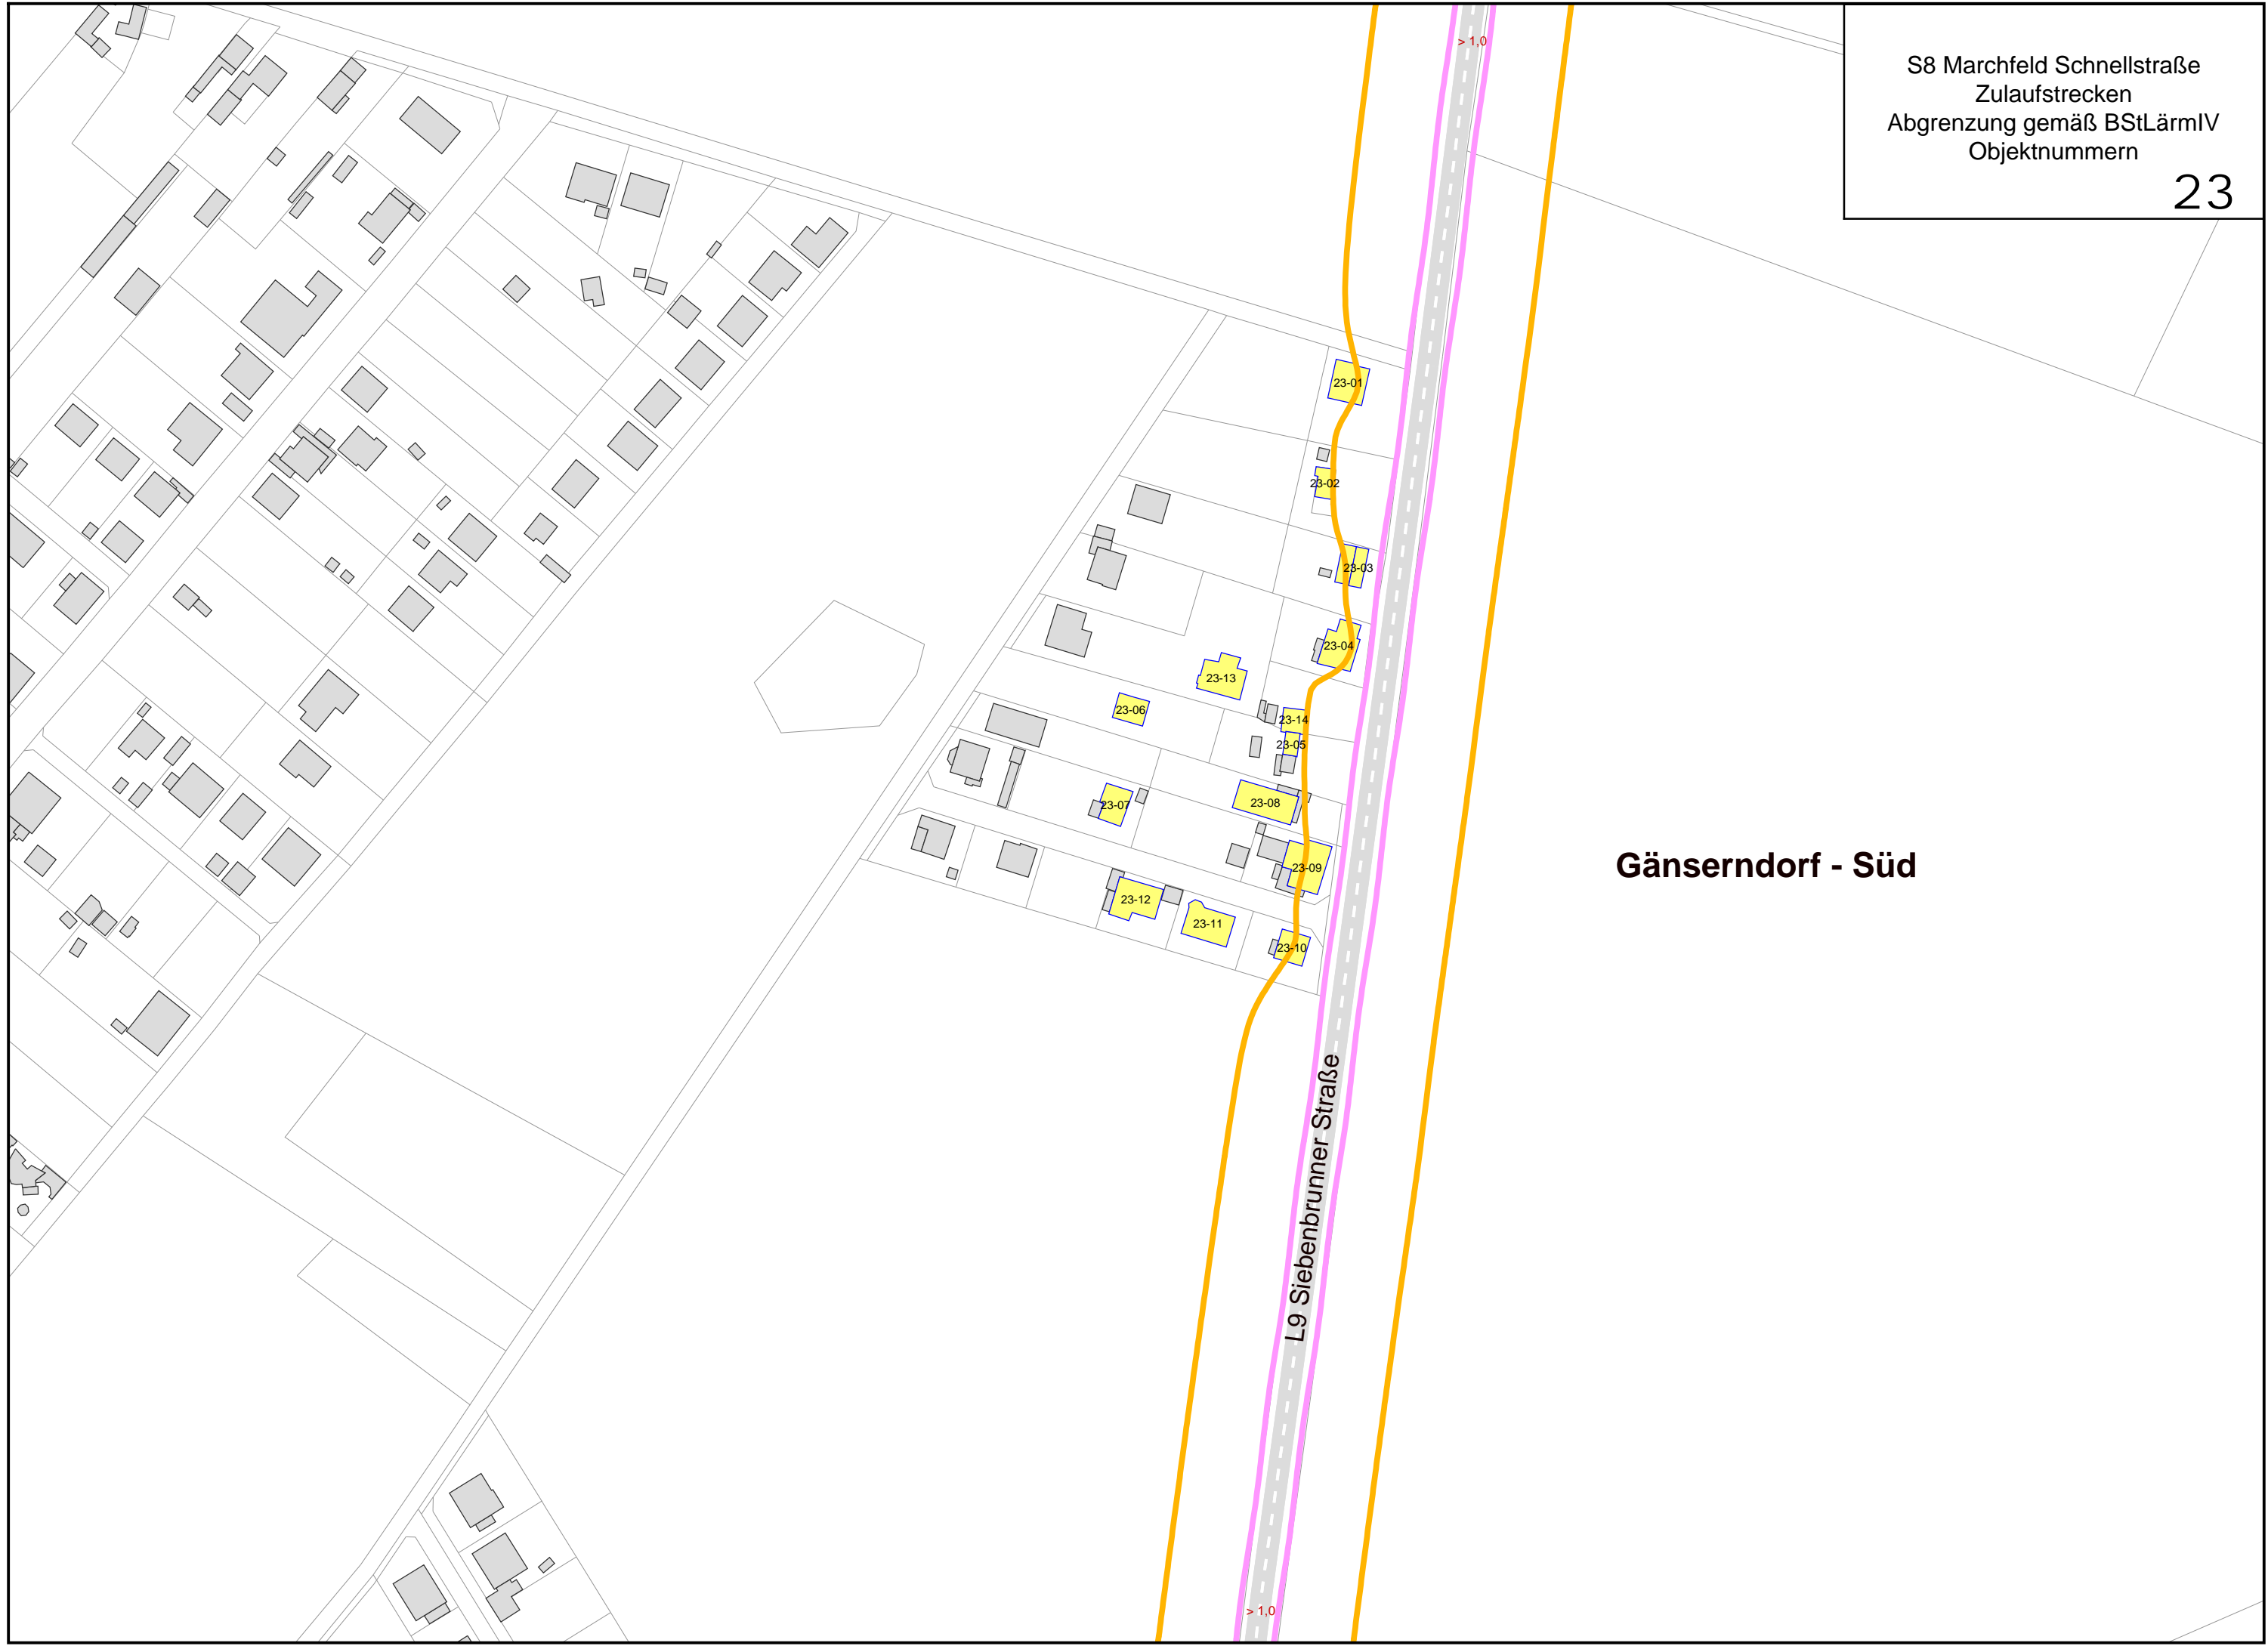 S8 Marchfeld Schnellstraße
Zulaufstrecken
Abgrenzung gemäß BStLärmIV
Objektnummern
23
> 1,0
23-01
23-02
23-03
23-04
23-13
23-06
23-14
23-05
23-08
23-07
23-09
23-12
23-11
23-10
Gänserndorf - Süd
L9 Siebenbrunner Straße
> 1,0